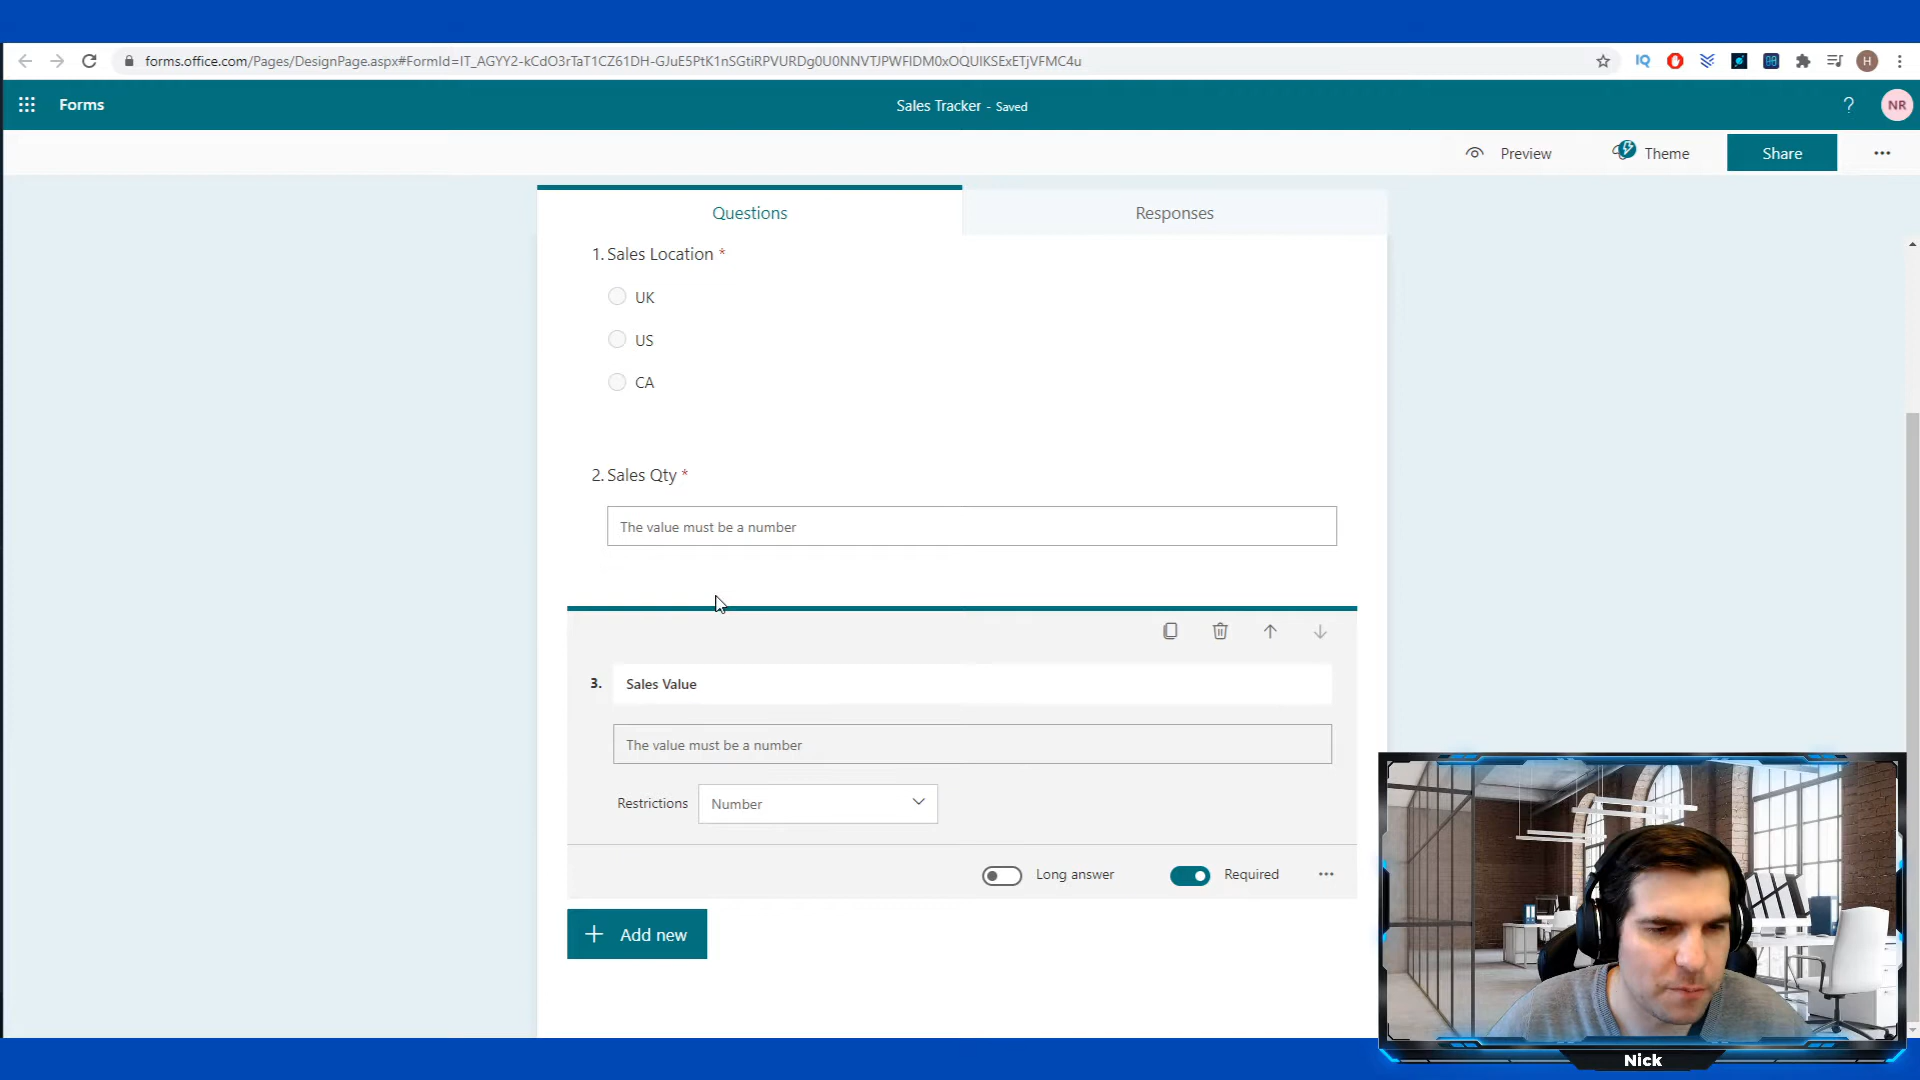 forms.office.com/Pages/DesignPage.aspx#FormId=IT_AGYY2-kCdO3rTaT1CZ61DH-GJuE5PtK1nSGtiRPVURDg0U0NNVTJPWFIDM0xOQUlKSExETjVFMC4u
IQ
H
Forms
Sales Tracker - Saved
?
NR
Preview
Theme
Share
Questions
Responses
1. Sales Location *
UK
US
CA
2. Sales Qty *
The value must be a number
3. Sales Value
The value must be a number
Restrictions Number
Long answer
Required
Add new
Nick